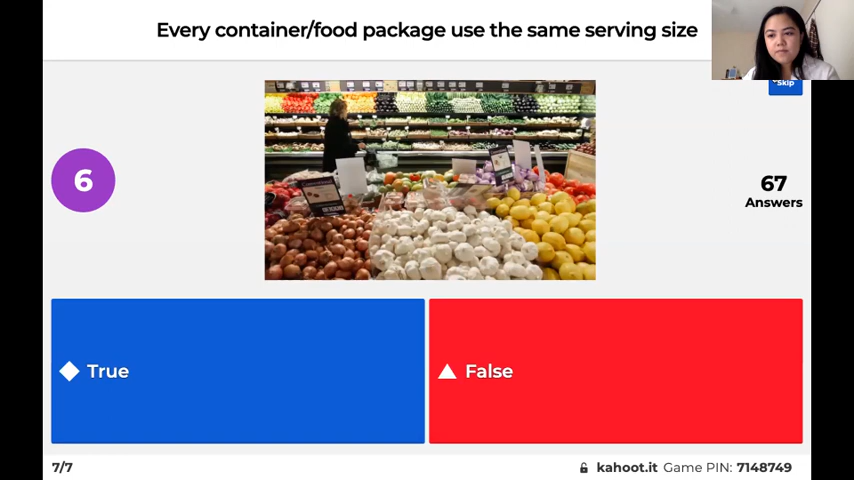 Every container/food package use the same serving size
Skip
6
67
Answers
True
False
7/7
kahoot.it Game PIN: 7148749